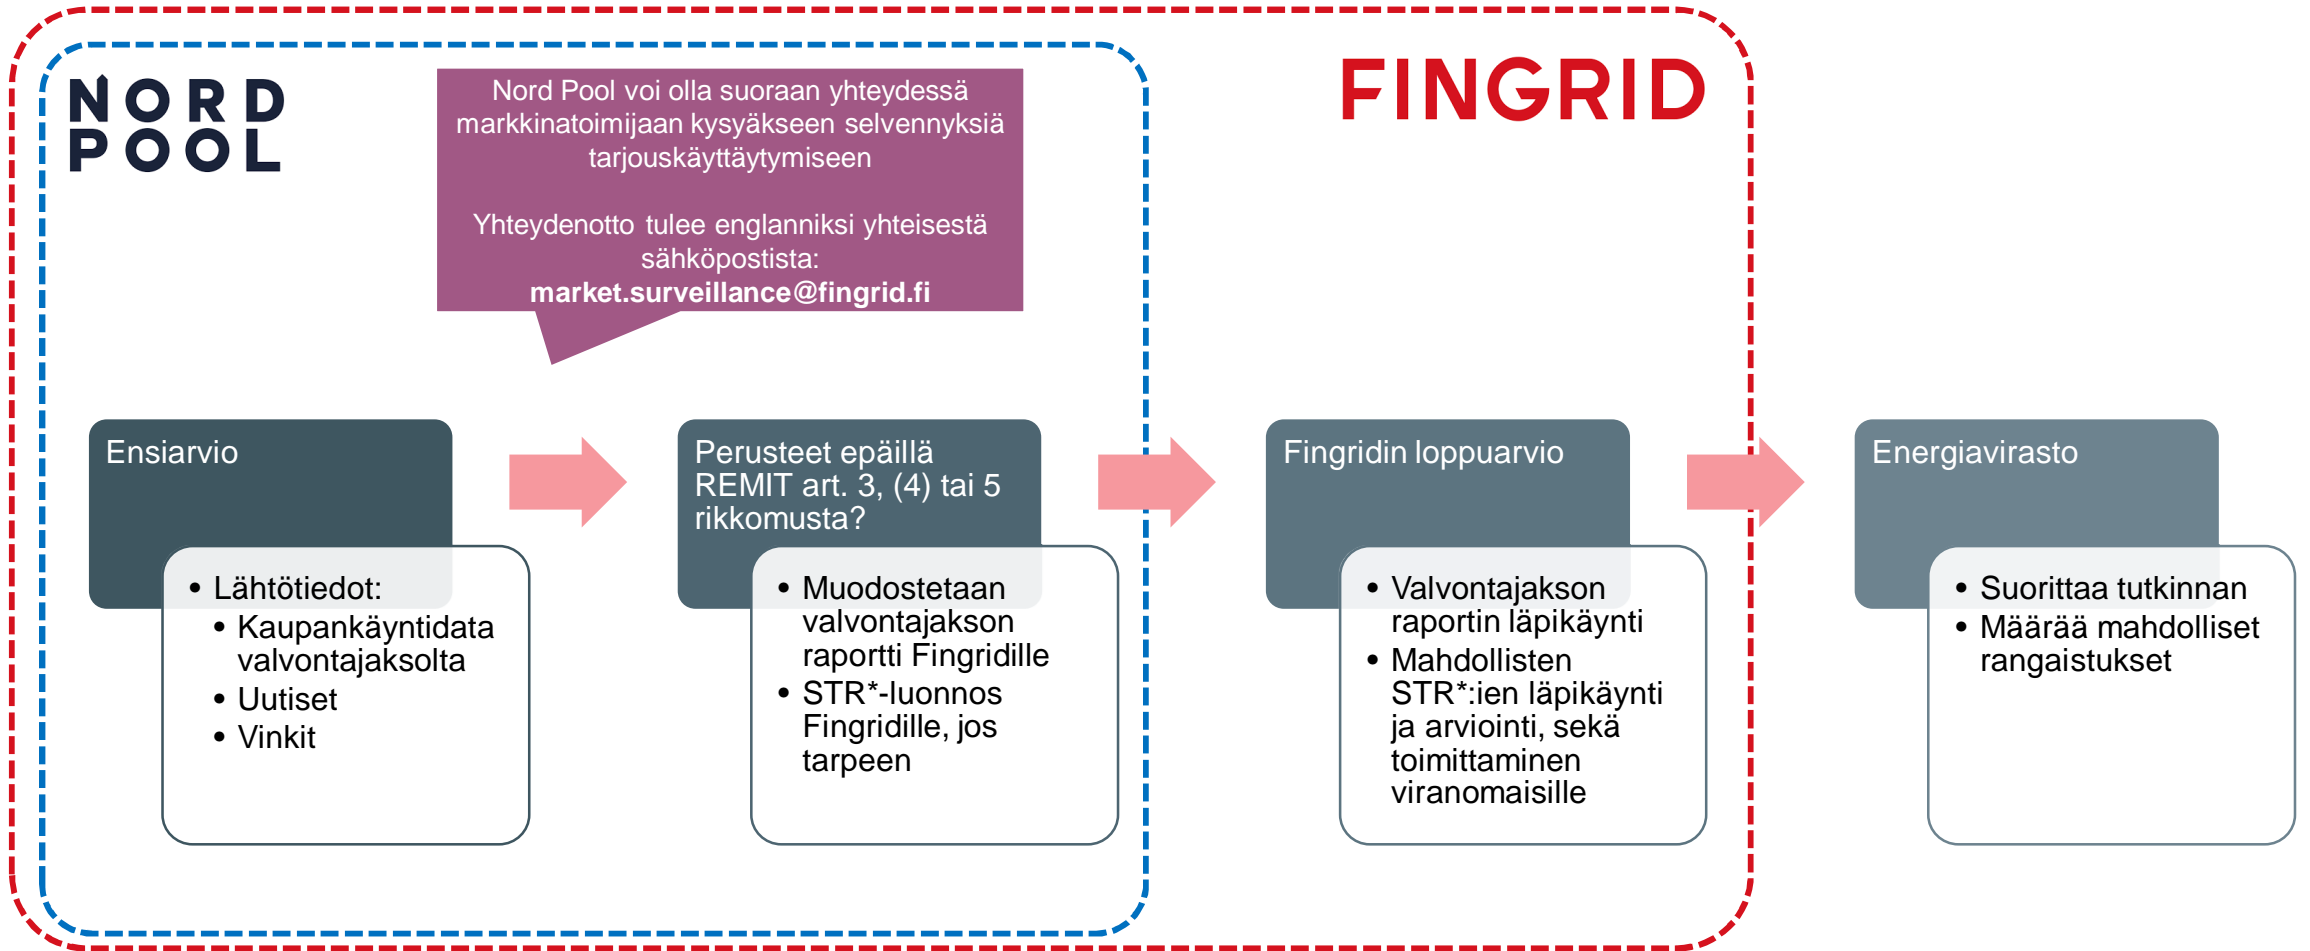 NORD
POOL
Nord Pool voi olla suoraan yhteydessä
markkinatoimijaan kysyäkseen selvennyksiä
tarjouskäyttäytymiseen
Yhteydenotto tulee englanniksi yhteisestä
sähköpostista:
market.surveillance@fingrid.fi
FINGRID
Ensiarvio
• Lähtötiedot:
• Kaupankäyntidata
valvontajaksolta
• Uutiset
• Vinkit
Perusteet epäillä
REMIT art. 3, (4) tai 5
rikkomusta?
• Muodostetaan
valvontajakson
raportti Fingridille
• STR*-luonnos
Fingridille, jos
tarpeen
Fingridin loppuarvio
• Valvontajakson
raportin läpikäynti
• Mahdollisten
STR*:ien läpikäynti
ja arviointi, sekä
toimittaminen
viranomaisille
Energiavirasto
• Suorittaa tutkinnan
• Määrää mahdolliset
rangaistukset